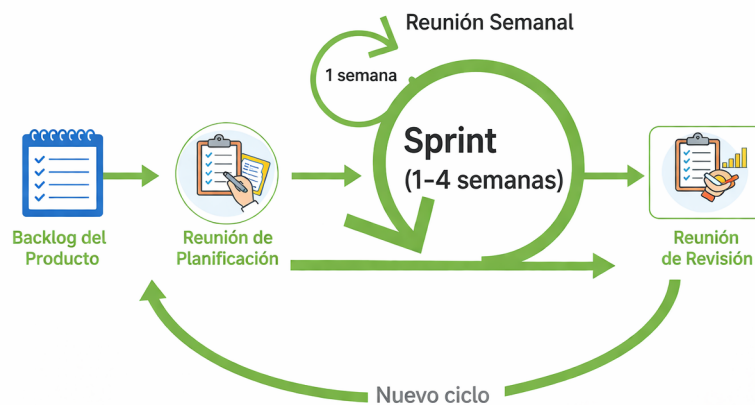 Reunión Semanal
1 semana
Sprint
(1-4 semanas)
Backlog del
Producto
Reunión de
Planificación
Reunión
de Revisión
Nuevo ciclo